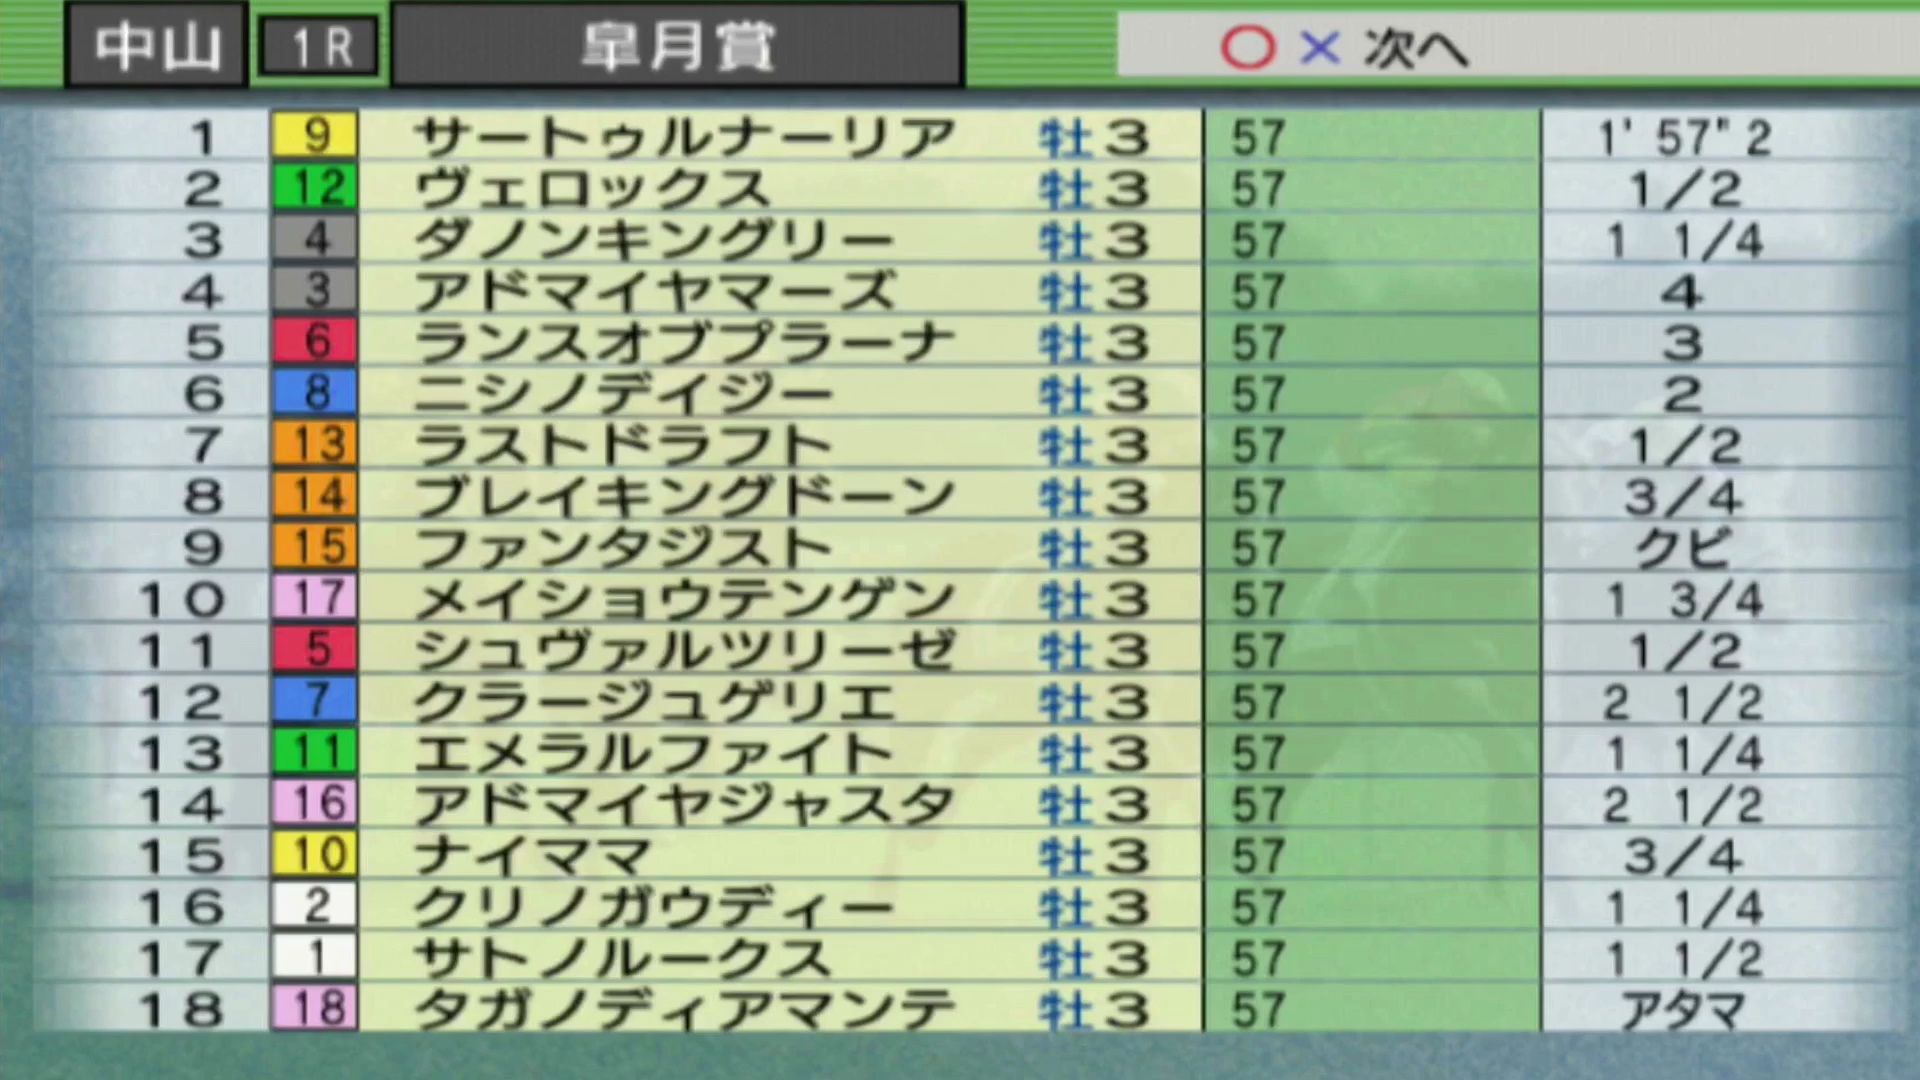 中山 1R 皐月賞 ○ × 次へ
1 9 サートゥルナーリア 牡3 57 1'57"2
2 12 ヴェロックス 牡3 57 1/2
3 4 ダノンキングリー 牡3 57 1 1/4
4 3 アドマイヤマーズ 牡3 57 4
5 6 ランスオブプラーナ 牡3 57 3
6 8 ニシノデイジー 牡3 57 2
7 13 ラストドラフト 牡3 57 1/2
8 14 ブレイキングドーン 牡3 57 3/4
9 15 ファンタジスト 牡3 57 クビ
10 17 メイショウテンゲン 牡3 57 1 3/4
11 5 シュヴァルツリーゼ 牡3 57 1/2
12 7 クラージュゲリエ 牡3 57 2 1/2
13 11 エメラルファイト 牡3 57 1 1/4
14 16 アドマイヤジャスタ 牡3 57 2 1/2
15 10 ナイママ 牡3 57 3/4
16 2 クリノガウディー 牡3 57 1 1/4
17 1 サトノルークス 牡3 57 1 1/2
18 18 タガノディアマンテ 牡3 57 アタマ